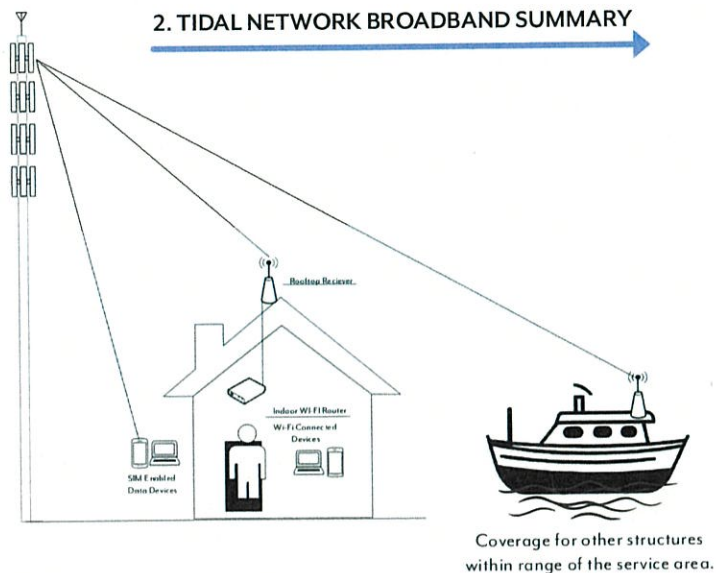 2. TIDAL NETWORK BROADBAND SUMMARY
Rooftop Reciever
Indoor WI-FI Router
Wi-Fi Connected
Devices
SIM Enabled
Data Devices
Coverage for other structures
within range of the service area.